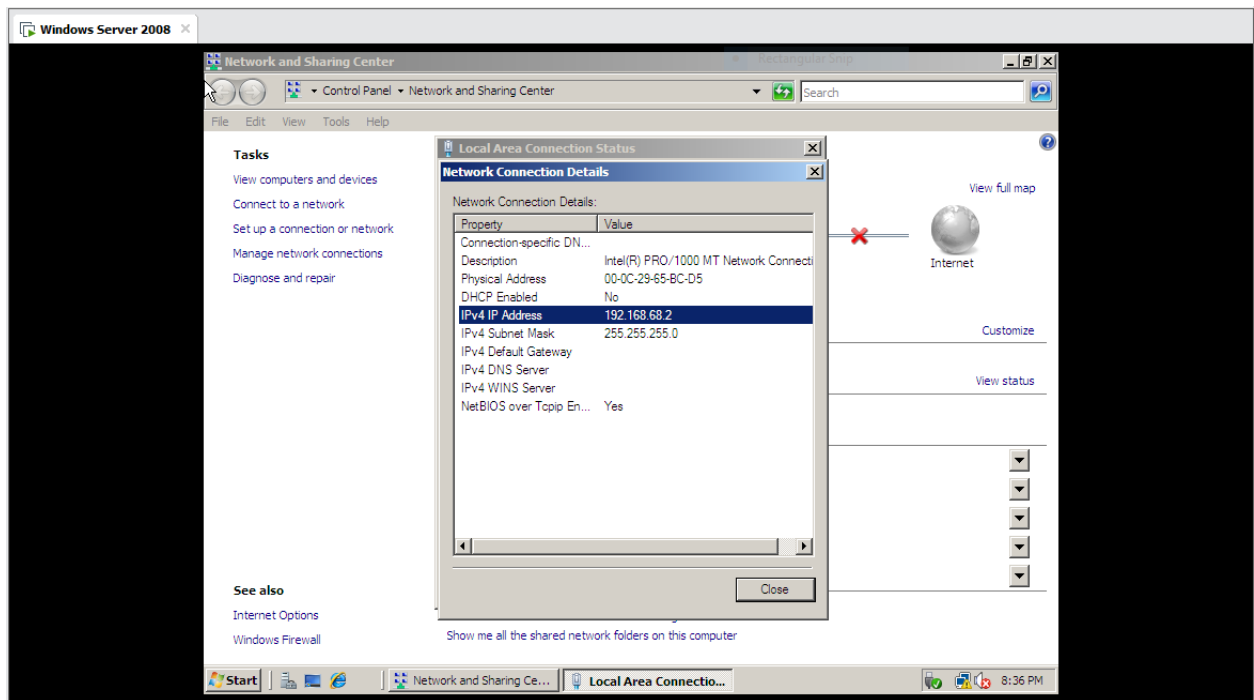 Windows Server 2008
Rectangular Snip
Network and Sharing Center
Control Panel
Network and Sharing Center
Search
File Edit View Tools Help
Tasks
View computers and devices
Connect to a network
Set up a connection or network
Manage network connections
Diagnose and repair
See also
Internet Options
Windows Firewall
Local Area Connection Status
Network Connection Details
Network Connection Details:
Property Value
Connection-specific DN...
Description Intel(R) PRO/1000 MT Network Connecti
Physical Address 00-0C-29-65-BC-D5
DHCP Enabled No
IPv4 IP Address 192.168.68.2
IPv4 Subnet Mask 255.255.255.0
IPv4 Default Gateway
IPv4 DNS Server
IPv4 WINS Server
NetBIOS over Tcpip En... Yes
Close
View full map
Internet
Customize
View status
Show me all the shared network folders on this computer
Start
Network and Sharing Ce...
Local Area Connectio...
8:36 PM